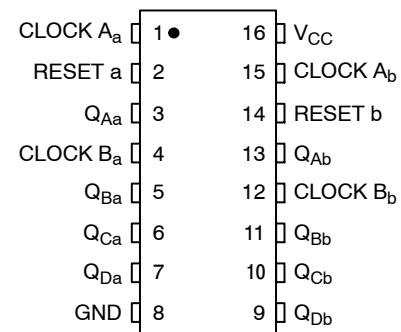 CLOCK Aa 1 16 VCC
RESET a 2 15 CLOCK Ab
QAa 3 14 RESET b
CLOCK Ba 4 13 QAb
QBa 5 12 CLOCK Bb
QCa 6 11 QBb
QDa 7 10 QCb
GND 8 9 QDb